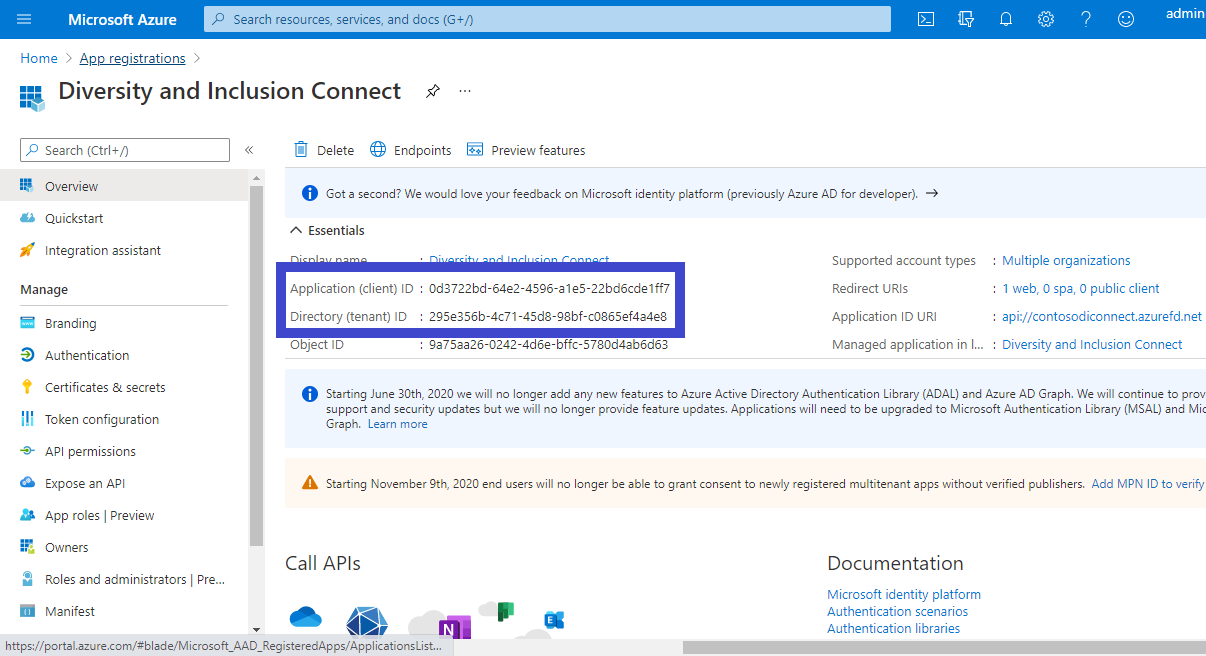 Microsoft Azure
Search resources, services, and docs (G+/)
admin
Home > App registrations >
Diversity and Inclusion Connect
...
Search (Ctrl+/)
«
Delete
Endpoints
Preview features
Overview
Quickstart
Integration assistant
Manage
Branding
Authentication
Certificates & secrets
Token configuration
API permissions
Expose an API
App roles | Preview
Owners
Roles and administrators | Pre...
Manifest
Got a second? We would love your feedback on Microsoft identity platform (previously Azure AD for developer). →
Essentials
Display name : Diversity and Inclusion Connect
Application (client) ID : 0d3722bd-64e2-4596-a1e5-22bd6cde1ff7
Directory (tenant) ID : 295e356b-4c71-45d8-98bf-c0865ef4a4e8
Object ID : 9a75aa26-0242-4d6e-bffc-5780d4ab6d63
Supported account types : Multiple organizations
Redirect URIs : 1 web, 0 spa, 0 public client
Application ID URI : api://contosodiconnect.azurefd.net
Managed application in l... : Diversity and Inclusion Connect
Starting June 30th, 2020 we will no longer add any new features to Azure Active Directory Authentication Library (ADAL) and Azure AD Graph. We will continue to prov
support and security updates but we will no longer provide feature updates. Applications will need to be upgraded to Microsoft Authentication Library (MSAL) and Mic
Graph. Learn more
Starting November 9th, 2020 end users will no longer be able to grant consent to newly registered multitenant apps without verified publishers. Add MPN ID to verify
Call APIs
N
E
Documentation
Microsoft identity platform
Authentication scenarios
Authentication libraries
https://portal.azure.com/#blade/Microsoft_AAD_RegisteredApps/ApplicationsList...